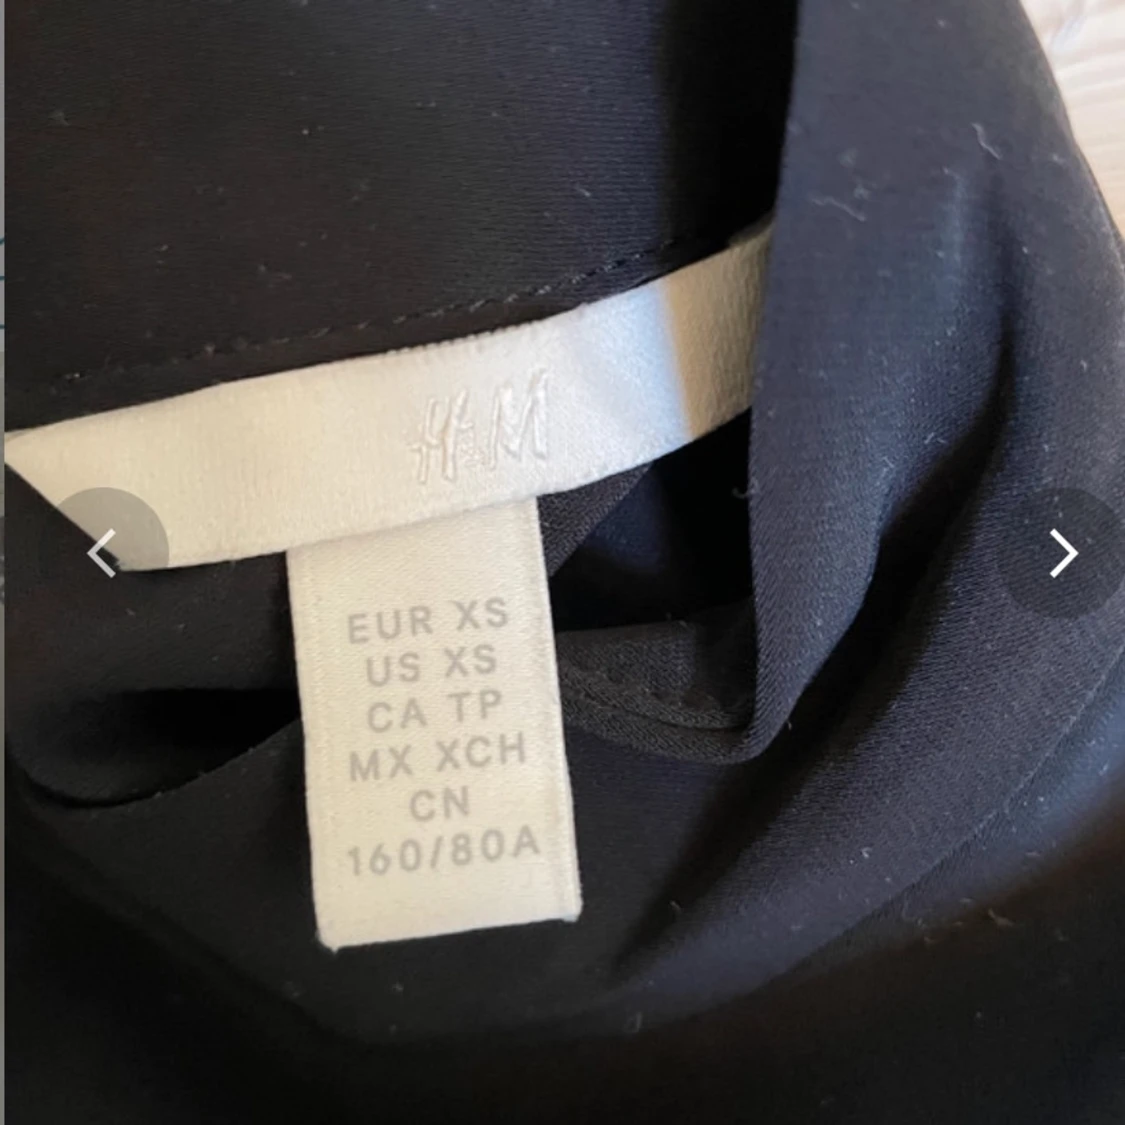 H&M
EUR XS
US XS
CA TP
MX XCH
CN
160/80A